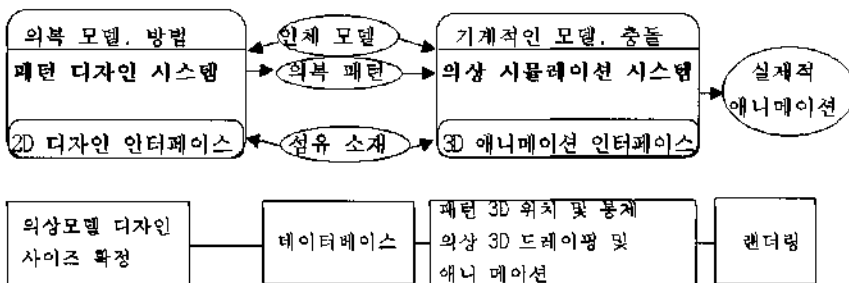 의복 모델, 방법
인체 모델
기계적인 모델, 충돌
패턴 디자인 시스템
의복 패턴
의상 시뮬레이션 시스템
실재적
애니메이션
2D 디자인 인터페이스
섬유 소재
3D 애니메이션 인터페이스
의상모델 디자인
사이즈 확정
데이터베이스
패턴 3D 위치 및 통제
의상 3D 드레이핑 및
애니 메이션
랜더링